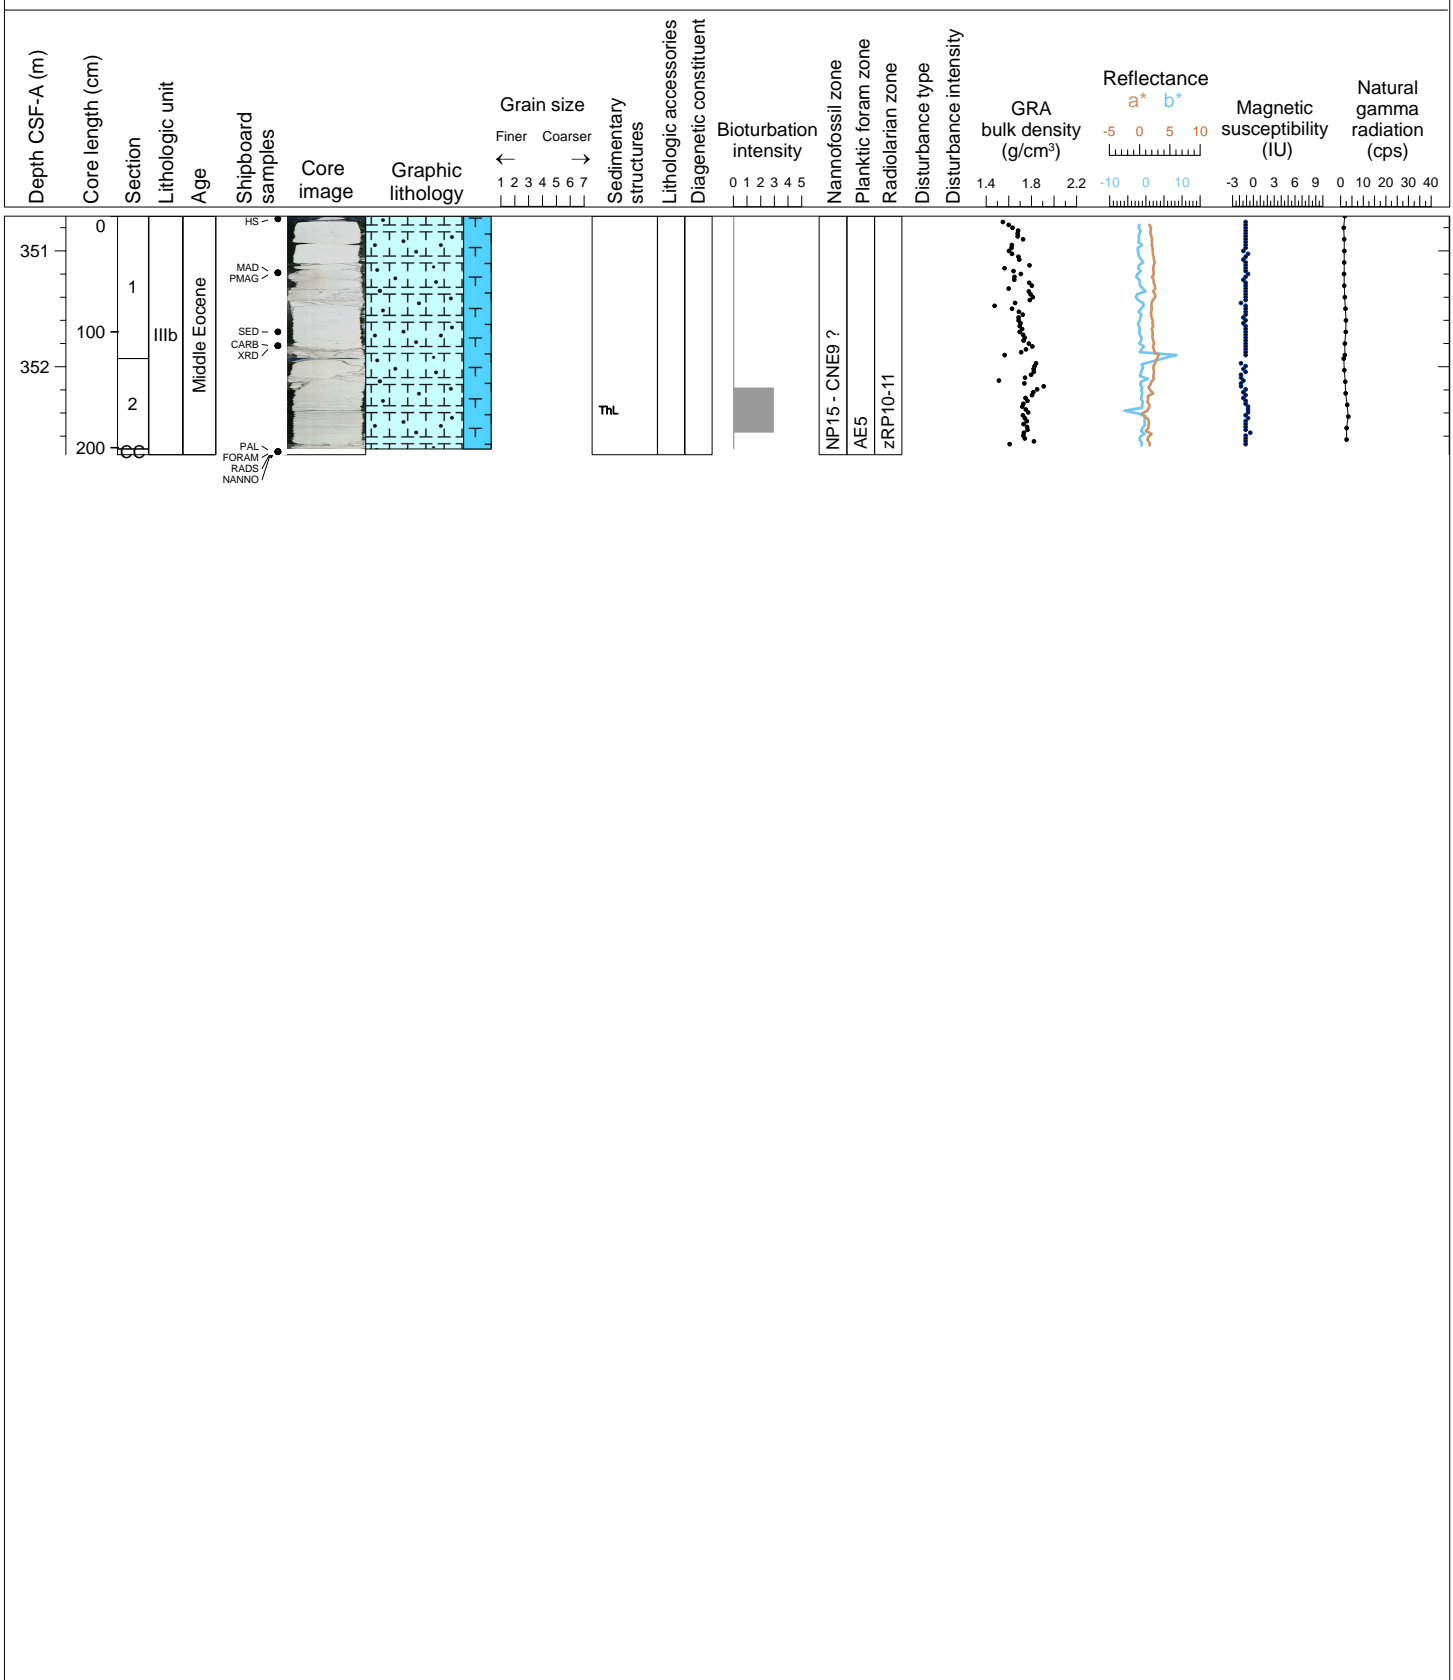 Depth CSF-A (m)
Core length (cm)
Section
Lithologic unit
Age
Shipboard
samples
Core
image
Graphic
lithology
Grain size
Finer Coarser
← →
1 2 3 4 5 6 7
Sedimentary
structures
Lithologic accessories
Diagenetic constituent
Bioturbation
intensity
0 1 2 3 4 5
Nannofossil zone
Planktic foram zone
Radiolarian zone
Disturbance type
Disturbance intensity
GRA
bulk density
(g/cm³)
1.4 1.8 2.2
Reflectance
a* b*
-5 0 5 10
-10 0 10
Magnetic
susceptibility
(IU)
-3 0 3 6 9
Natural
gamma
radiation
(cps)
0 10 20 30 40
351
352
0
100
200
1
2
CC
IIIb
Middle Eocene
HS
MAD
PMAG
SED
CARB
XRD
PAL
FORAM
RADS
NANNO
ThL
NP15 - CNE9 ?
AE5
zRP10-11